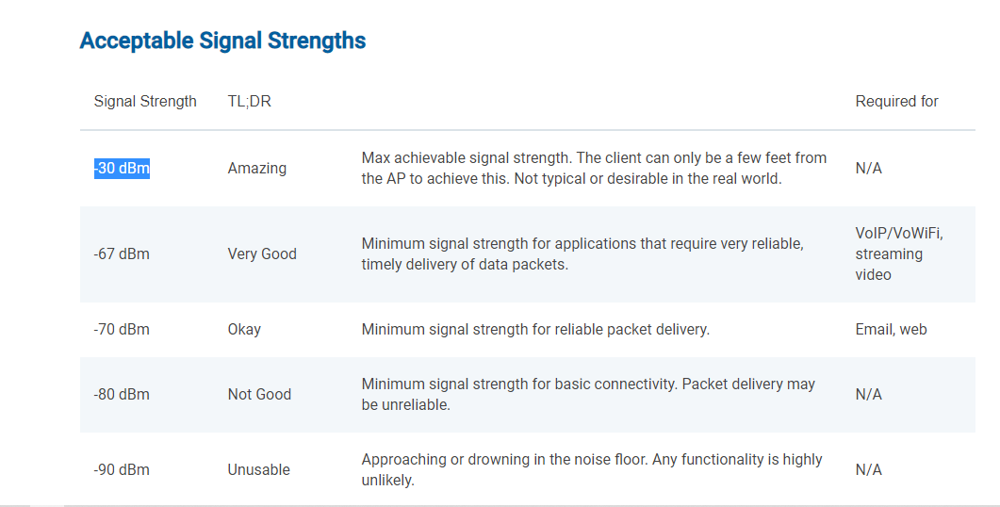 Acceptable Signal Strengths
Signal Strength TL;DR Required for
-30 dBm Amazing Max achievable signal strength. The client can only be a few feet from
the AP to achieve this. Not typical or desirable in the real world. N/A
-67 dBm Very Good Minimum signal strength for applications that require very reliable,
timely delivery of data packets. VoIP/VoWiFi,
streaming
video
-70 dBm Okay Minimum signal strength for reliable packet delivery. Email, web
-80 dBm Not Good Minimum signal strength for basic connectivity. Packet delivery may
be unreliable. N/A
-90 dBm Unusable Approaching or drowning in the noise floor. Any functionality is highly
unlikely. N/A